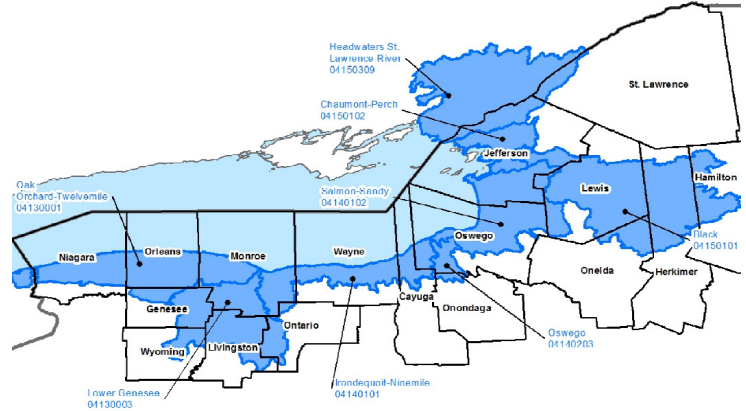 Headwaters St.
Lawrence River
04150309
St. Lawrence
Chaumont-Perch
04150102
Jefferson
Hamilton
Oak
Orchard-Twelvemile
04130001
Salmon-Sandy
04140102
Lewis
Black
04150101
Oswego
Niagara
Orleans
Monroe
Wayne
Oneida
Herkimer
Cayuga
Onondaga
Genesee
Ontario
Oswego
04140203
Wyoming
Livingston
Lower Genesee
04130003
Irondequoit-Ninemile
04140101